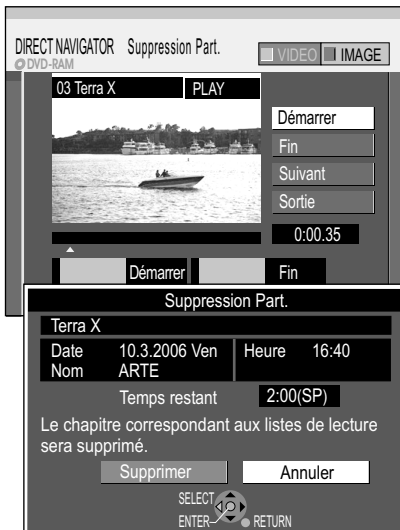 DIRECT NAVIGATOR Suppression Part.
DVD-RAM
VIDEO IMAGE
03 Terra X PLAY
Démarrer
Fin
Suivant
Sortie
0:00.35
Démarrer Fin
Suppression Part.
Terra X
Date 10.3.2006 Ven Heure 16:40
Nom ARTE
Temps restant 2:00(SP)
Le chapitre correspondant aux listes de lecture
sera supprimé.
Supprimer Annuler
SELECT
ENTER RETURN